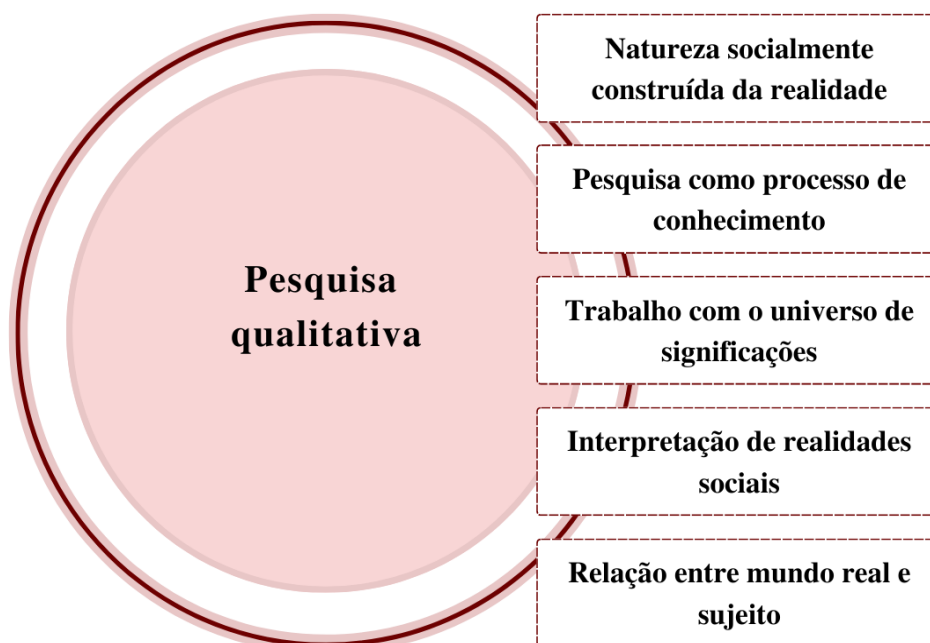 Pesquisa
qualitativa
Natureza socialmente
construída da realidade
Pesquisa como processo de
conhecimento
Trabalho com o universo de
significações
Interpretação de realidades
sociais
Relação entre mundo real e
sujeito